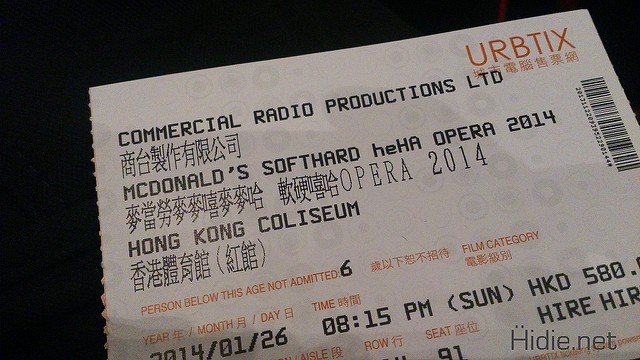 URBTIX
城市電腦售票網
COMMERCIAL RADIO PRODUCTIONS LTD
商台製作有限公司
MCDONALD'S SOFTHARD heHA OPERA 2014
麥當勞麥麥嘻麥麥哈 軟硬嘻哈OPERA 2014
HONG KONG COLISEUM
香港體育館(紅館)
PERSON BELOW THIS AGE NOT ADMITTED 6 歲以下恕不招待 FILM CATEGORY 電影級別
YEAR 年 / MONTH 月 / DAY 日 TIME 時間
2014/01/26 08:15 PM (SUN) HKD 580.
AISLE 段 ROW 行 SEAT 座位 HIRE HIR
91
Hidie.net